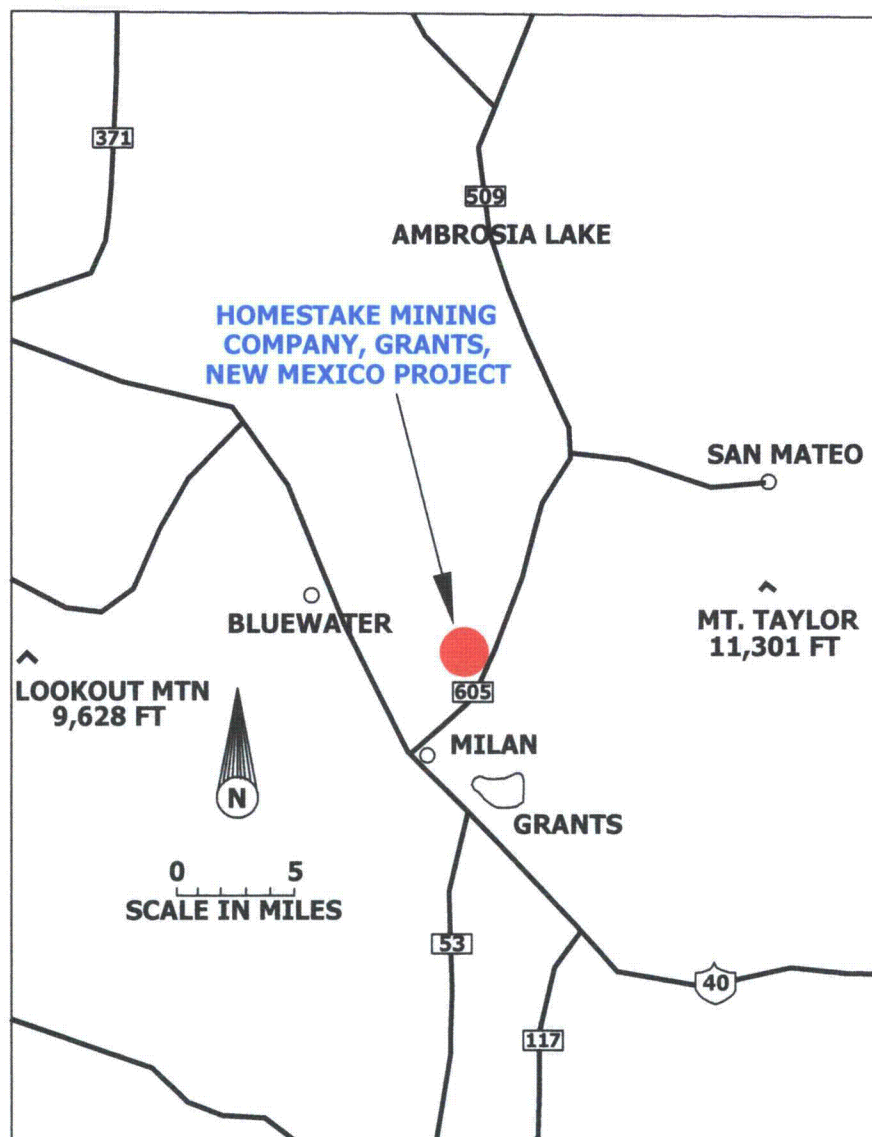 371
509
AMBROSIA LAKE
HOMESTAKE MINING
COMPANY, GRANTS,
NEW MEXICO PROJECT
SAN MATEO
BLUEWATER
MT. TAYLOR
11,301 FT
LOOKOUT MTN
9,628 FT
605
MILAN
N
GRANTS
0 5
SCALE IN MILES
53
40
117